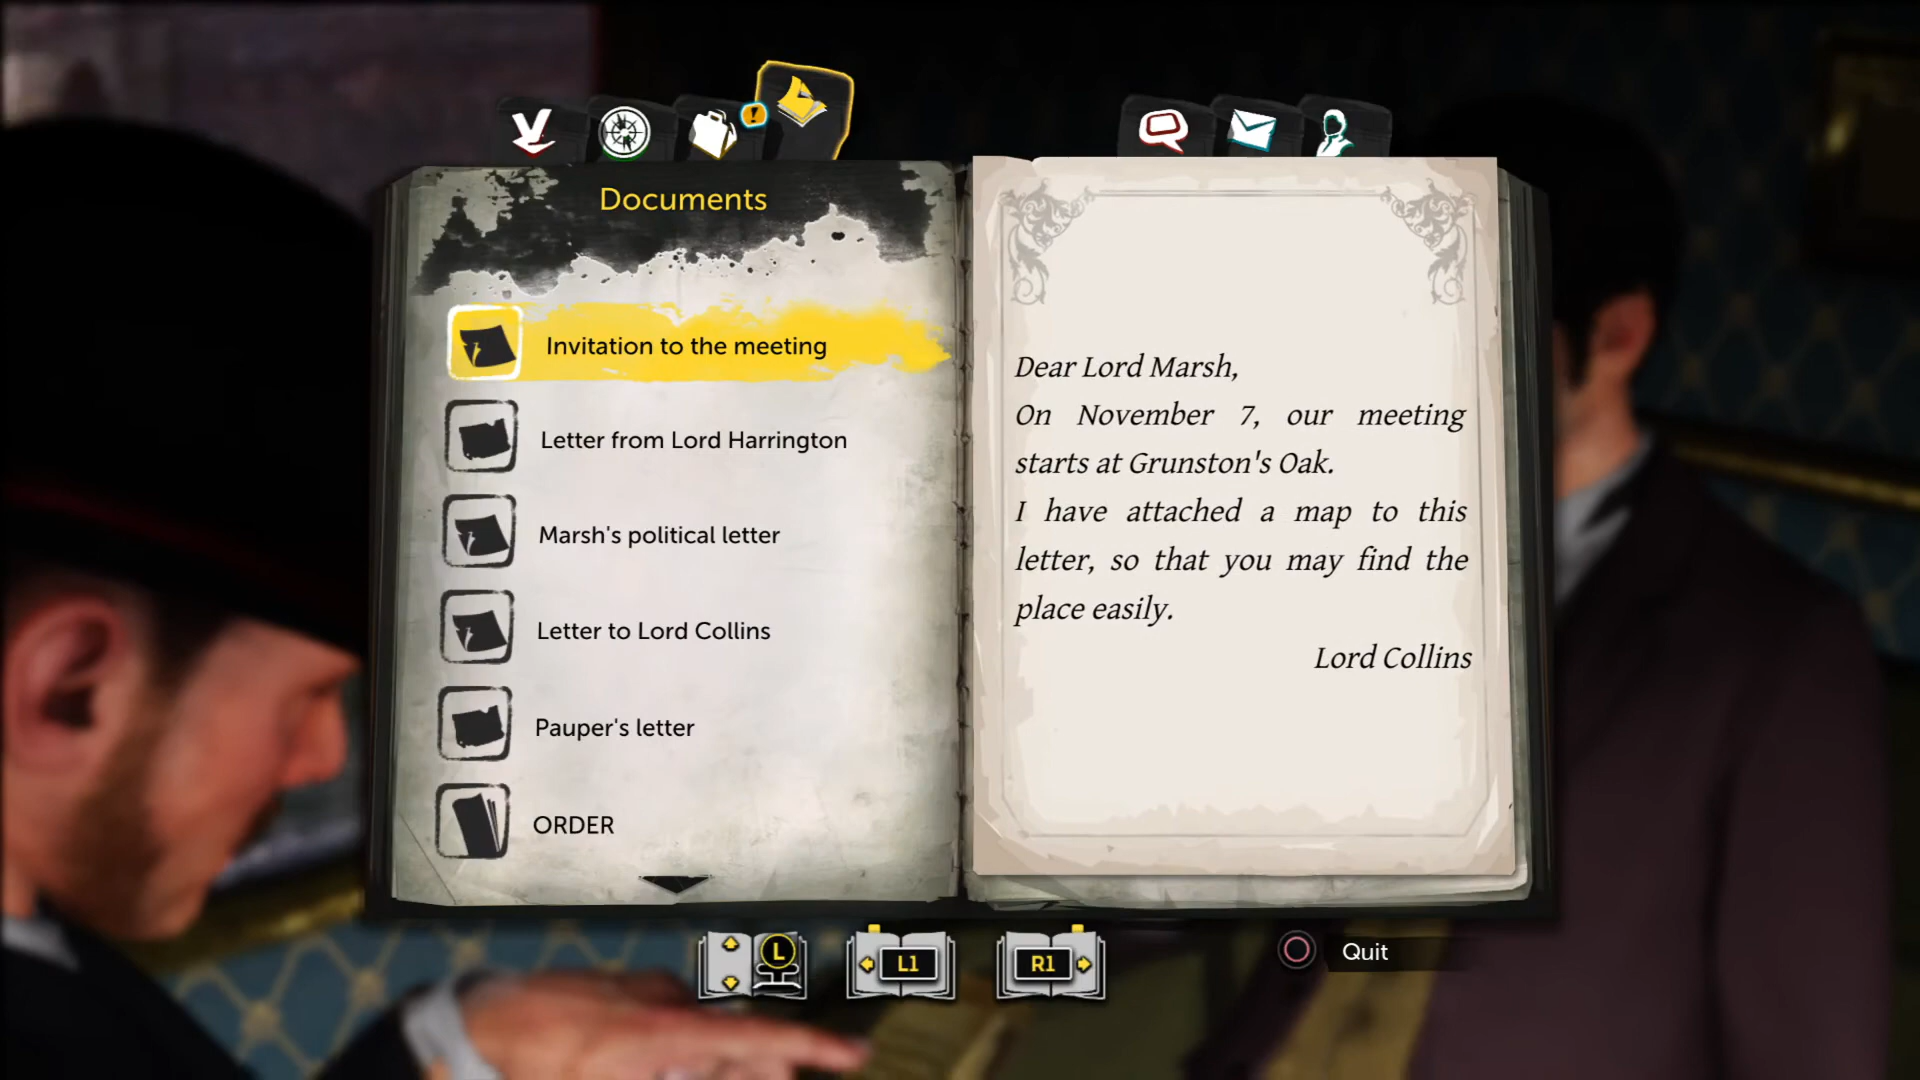 Documents
Invitation to the meeting
Letter from Lord Harrington
Marsh's political letter
Letter to Lord Collins
Pauper's letter
ORDER
Dear Lord Marsh,
On November 7, our meeting
starts at Grunston's Oak.
I have attached a map to this
letter, so that you may find the
place easily.
Lord Collins
L
L1
R1
Quit